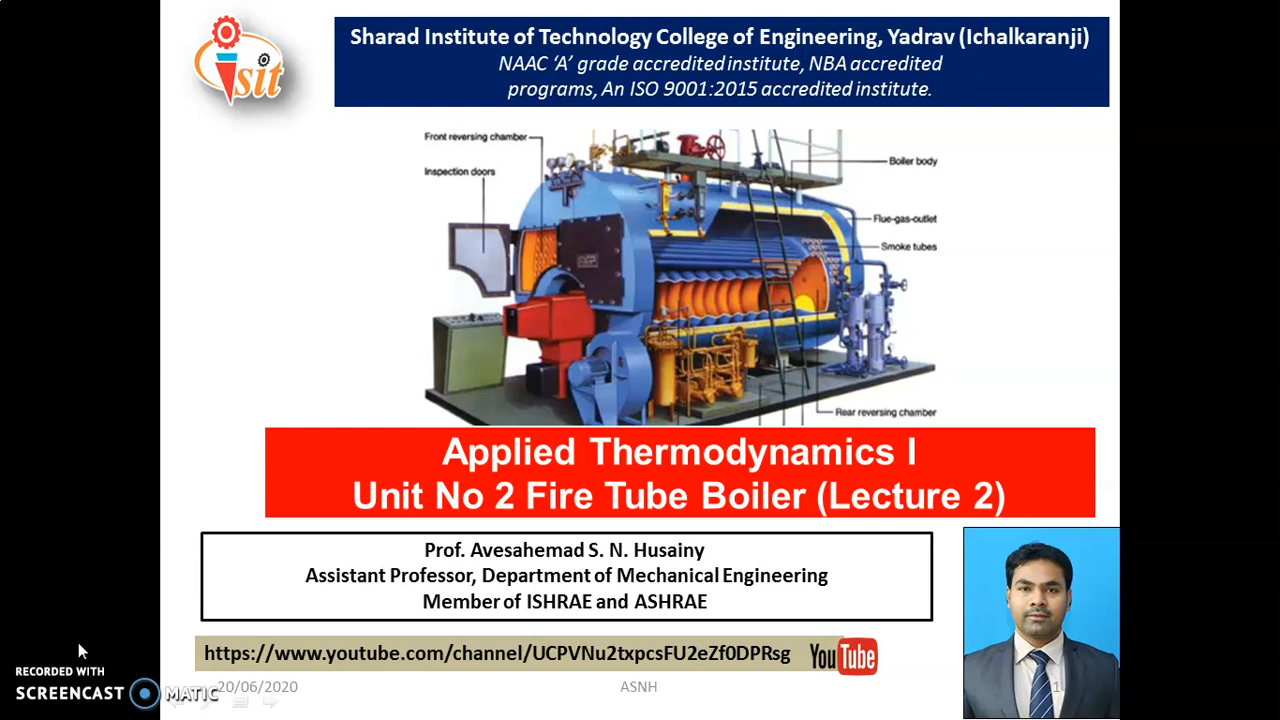 sit
Sharad Institute of Technology College of Engineering, Yadrav (Ichalkaranji)
NAAC ‘A’ grade accredited institute, NBA accredited
programs, An ISO 9001:2015 accredited institute.
Front reversing chamber
Inspection doors
Boiler body
Flue-gas-outlet
Smoke tubes
Rear reversing chamber
Applied Thermodynamics I
Unit No 2 Fire Tube Boiler (Lecture 2)
Prof. Avesahemad S. N. Husainy
Assistant Professor, Department of Mechanical Engineering
Member of ISHRAE and ASHRAE
https://www.youtube.com/channel/UCPVNu2txpcsFU2eZf0DPRsg
YouTube
RECORDED WITH
SCREENCAST MATIC
20/06/2020
ASNH
1